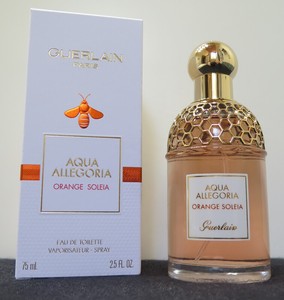 GUERLAIN
PARIS
AQUA
ALLEGORIA
ORANGE SOLEIA
EAU DE TOILETTE
VAPORISATEUR - SPRAY
75 ml 2.5 FL. OZ.
AQUA
ALLEGORIA
ORANGE SOLEIA
Guerlain